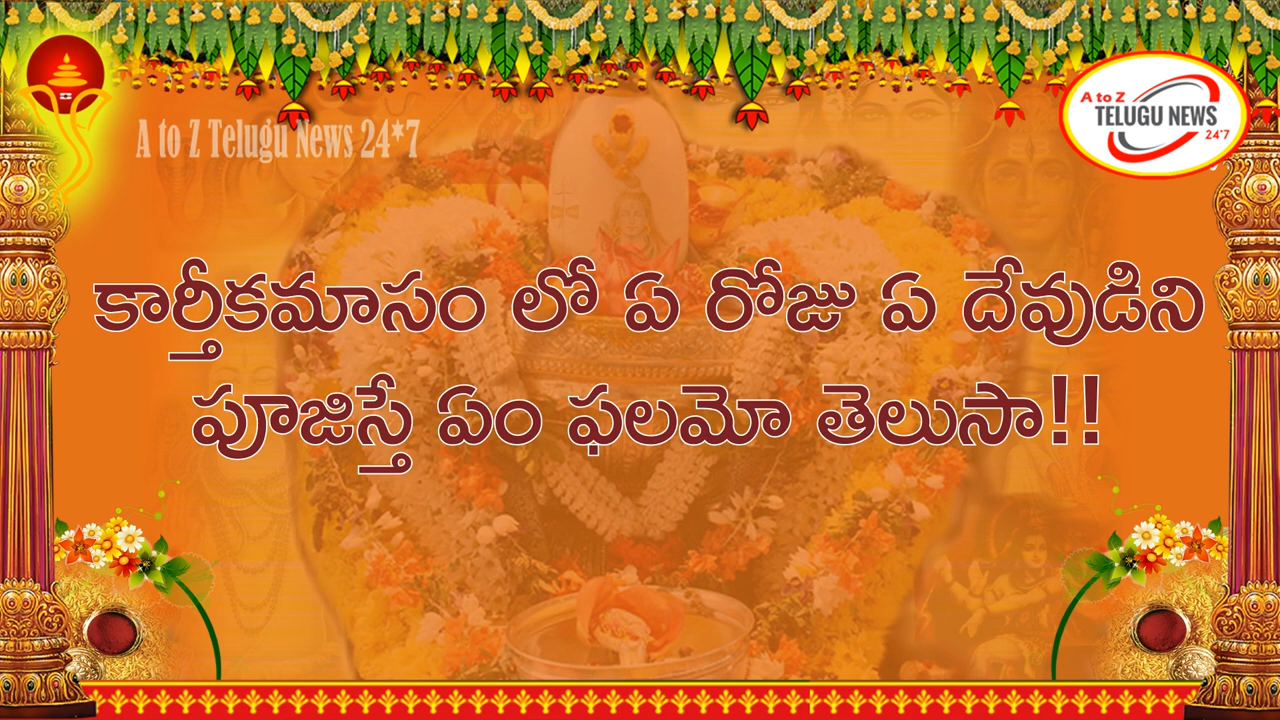 A to Z Telugu News 24*7
A to Z
TELUGU NEWS
24*7
కార్తీకమాసం లో ఏ రోజు ఏ దేవుడిని
పూజిస్తే ఏం ఫలమో తెలుసా!!